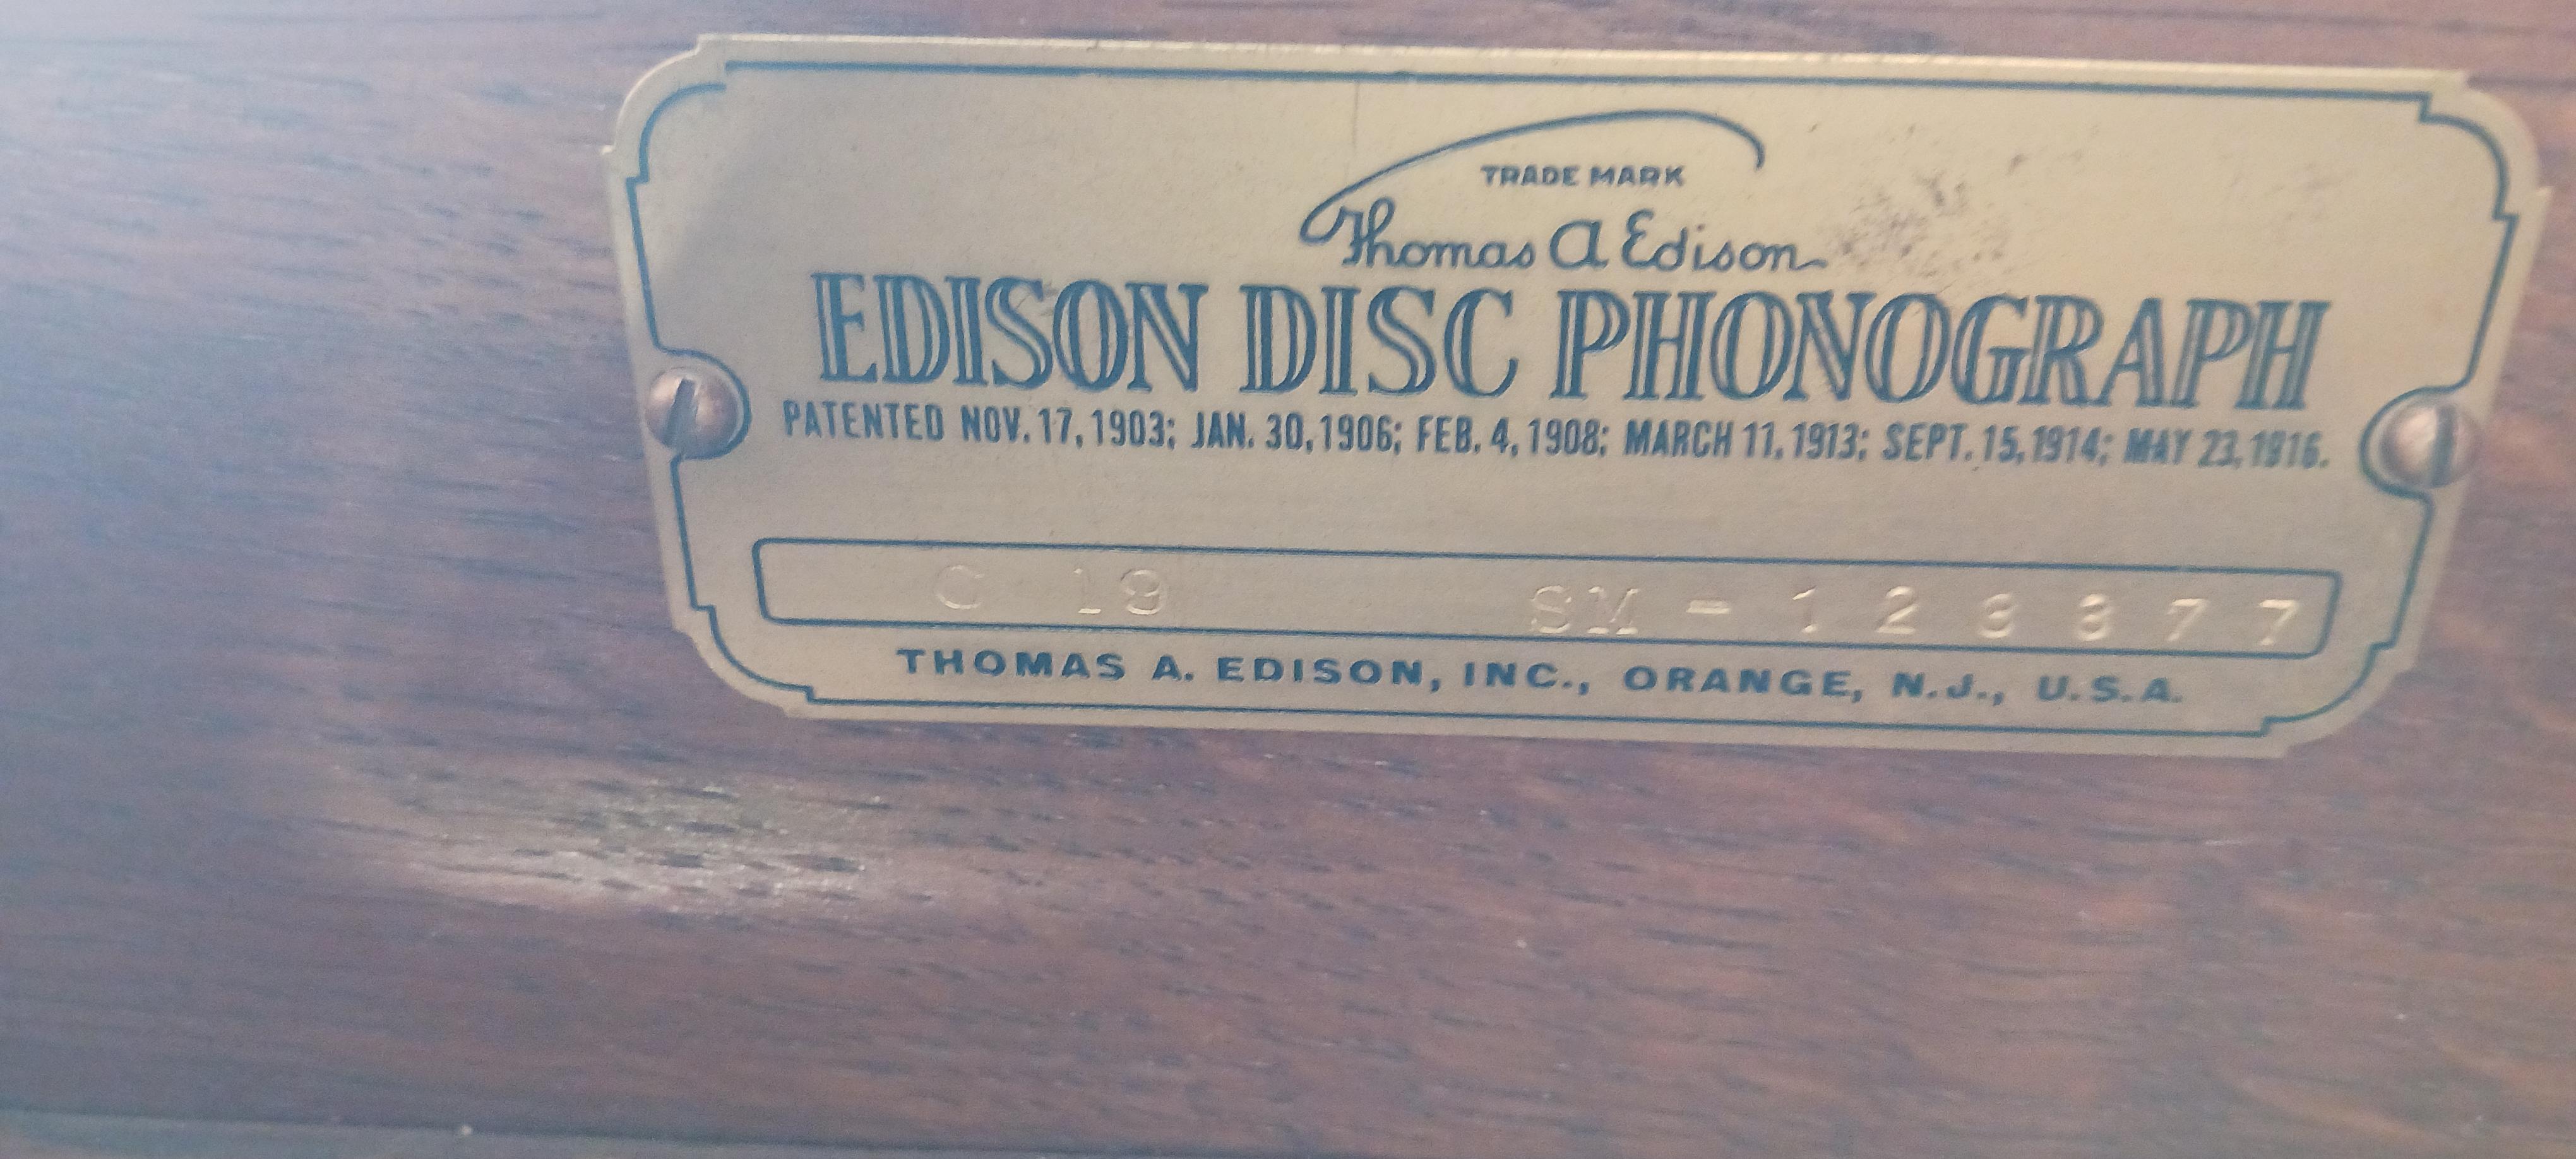 TRADE MARK
Thomas A Edison
EDISON DISC PHONOGRAPH
PATENTED NOV. 17, 1903; JAN. 30, 1906; FEB. 4, 1908; MARCH 11, 1913; SEPT. 15, 1914; MAY 23, 1916.
C 19 SM - 123377
THOMAS A. EDISON, INC., ORANGE, N.J., U.S.A.